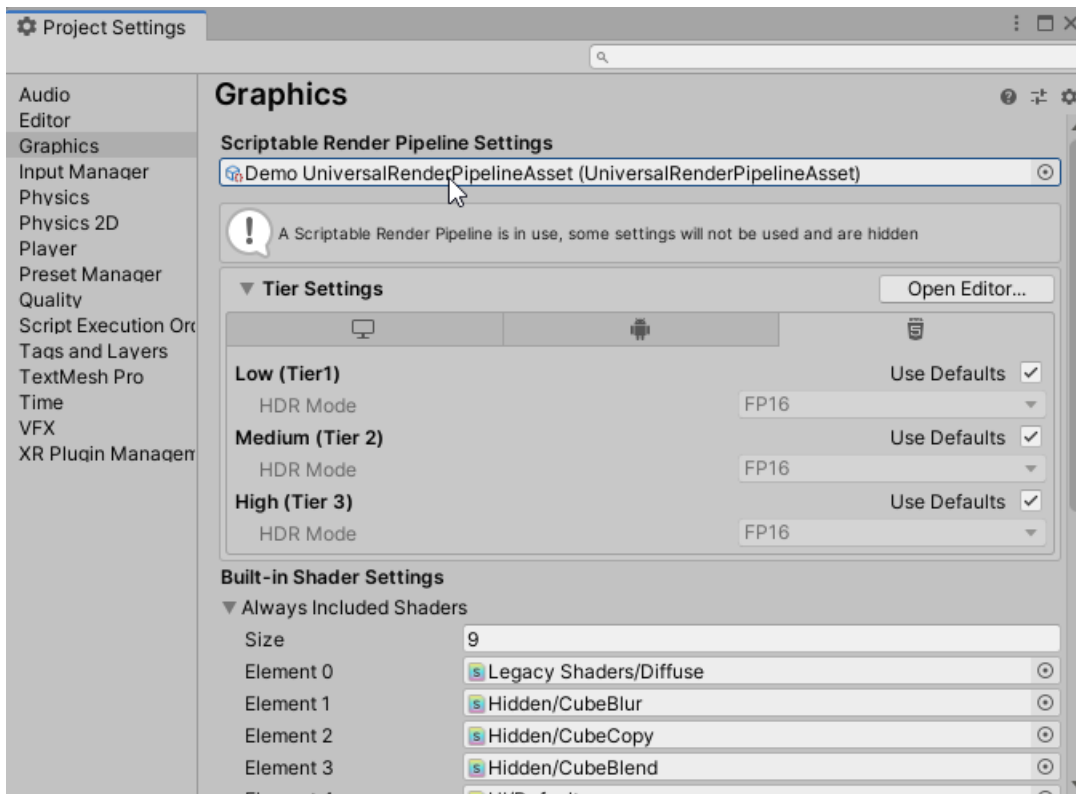 Project Settings
Audio
Editor
Graphics
Input Manager
Physics
Physics 2D
Player
Preset Manager
Quality
Script Execution Ord
Tags and Layers
TextMesh Pro
Time
VFX
XR Plugin Managem
Graphics
Scriptable Render Pipeline Settings
Demo UniversalRenderPipelineAsset (UniversalRenderPipelineAsset)
A Scriptable Render Pipeline is in use, some settings will not be used and are hidden
Tier Settings Open Editor...
Low (Tier1) Use Defaults
HDR Mode FP16
Medium (Tier 2) Use Defaults
HDR Mode FP16
High (Tier 3) Use Defaults
HDR Mode FP16
Built-in Shader Settings
Always Included Shaders
Size 9
Element 0 Legacy Shaders/Diffuse
Element 1 Hidden/CubeBlur
Element 2 Hidden/CubeCopy
Element 3 Hidden/CubeBlend